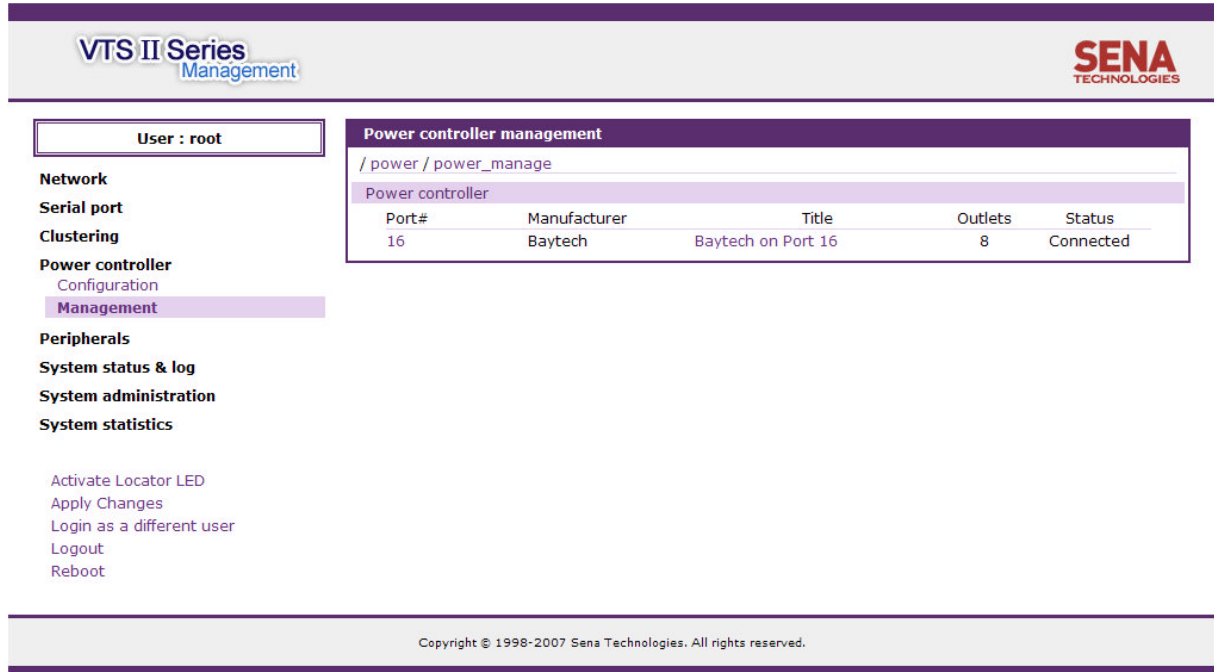 VTS II Series
Management
SENA
TECHNOLOGIES
User : root
Network
Serial port
Clustering
Power controller
Configuration
Management
Peripherals
System status & log
System administration
System statistics
Activate Locator LED
Apply Changes
Login as a different user
Logout
Reboot
Power controller management
/ power / power_manage
Power controller
Port# Manufacturer Title Outlets Status
16 Baytech Baytech on Port 16 8 Connected
Copyright © 1998-2007 Sena Technologies. All rights reserved.